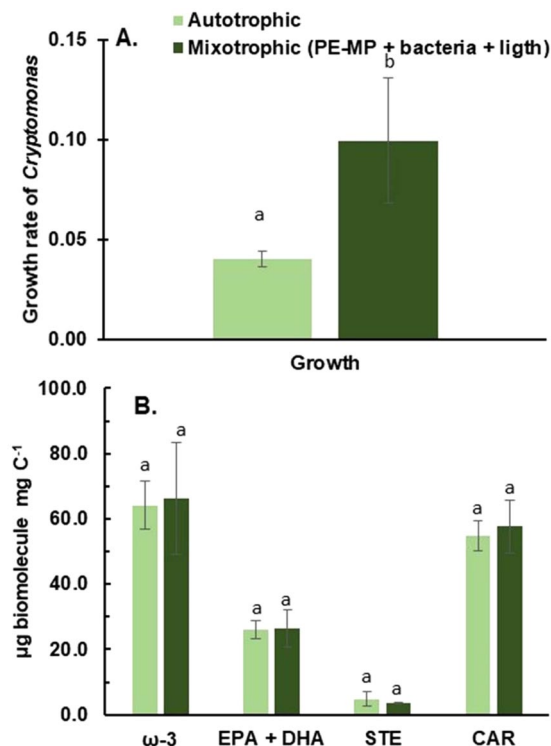 Autotrophic
Mixotrophic (PE-MP + bacteria + ligth)
A.
0.15
0.10
0.05
0.00
Growth rate of Cryptomonas
a
b
Growth
B.
100.0
80.0
60.0
40.0
20.0
0.0
µg biomolecule mg C-1
a a
a a
a a
a a
ω-3 EPA + DHA STE CAR